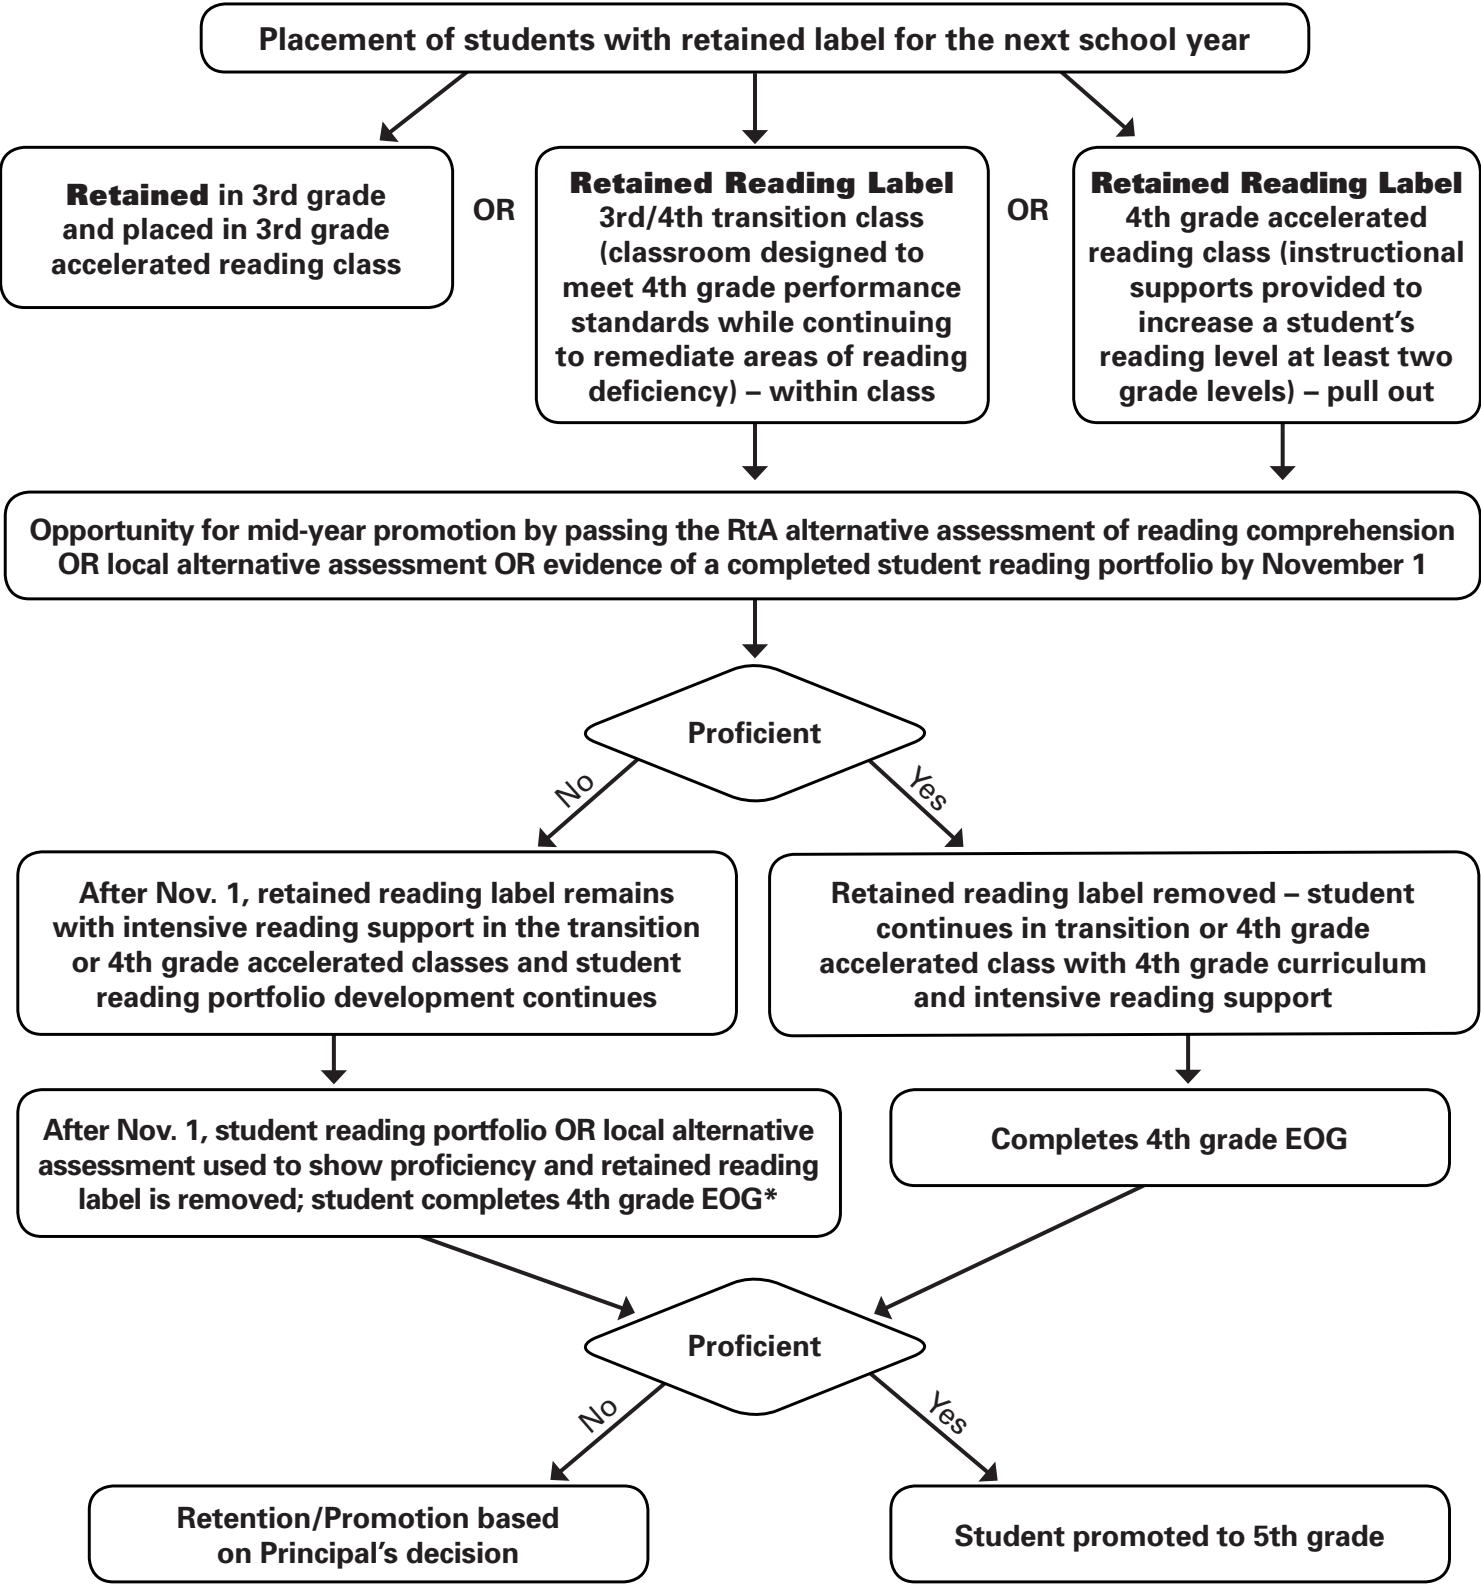 Placement of students with retained label for the next school year
Retained in 3rd grade
and placed in 3rd grade
accelerated reading class
OR
Retained Reading Label
3rd/4th transition class
(classroom designed to
meet 4th grade performance
standards while continuing
to remediate areas of reading
deficiency) – within class
OR
Retained Reading Label
4th grade accelerated
reading class (instructional
supports provided to
increase a student’s
reading level at least two
grade levels) – pull out
Opportunity for mid-year promotion by passing the RtA alternative assessment of reading comprehension
OR local alternative assessment OR evidence of a completed student reading portfolio by November 1
Proficient
No
Yes
After Nov. 1, retained reading label remains
with intensive reading support in the transition
or 4th grade accelerated classes and student
reading portfolio development continues
Retained reading label removed – student
continues in transition or 4th grade
accelerated class with 4th grade curriculum
and intensive reading support
After Nov. 1, student reading portfolio OR local alternative
assessment used to show proficiency and retained reading
label is removed; student completes 4th grade EOG*
Completes 4th grade EOG
Proficient
No
Yes
Retention/Promotion based
on Principal’s decision
Student promoted to 5th grade